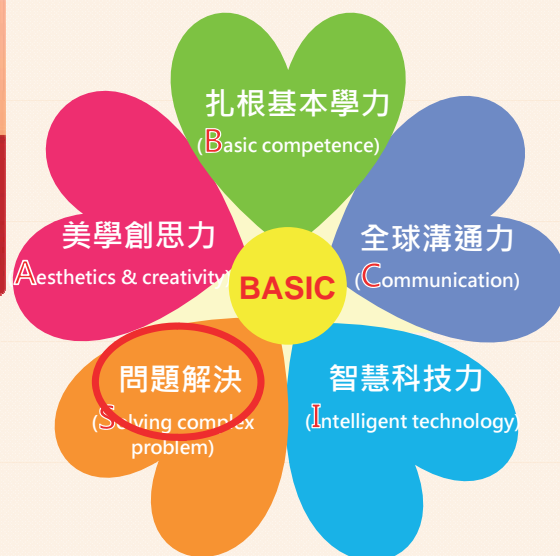 扎根基本學力
(Basic competence)
美學創思力
Aesthetics & creativity)
全球溝通力
(Communication)
BASIC
問題解決
(Solving complex
problem)
智慧科技力
(Intelligent technology)